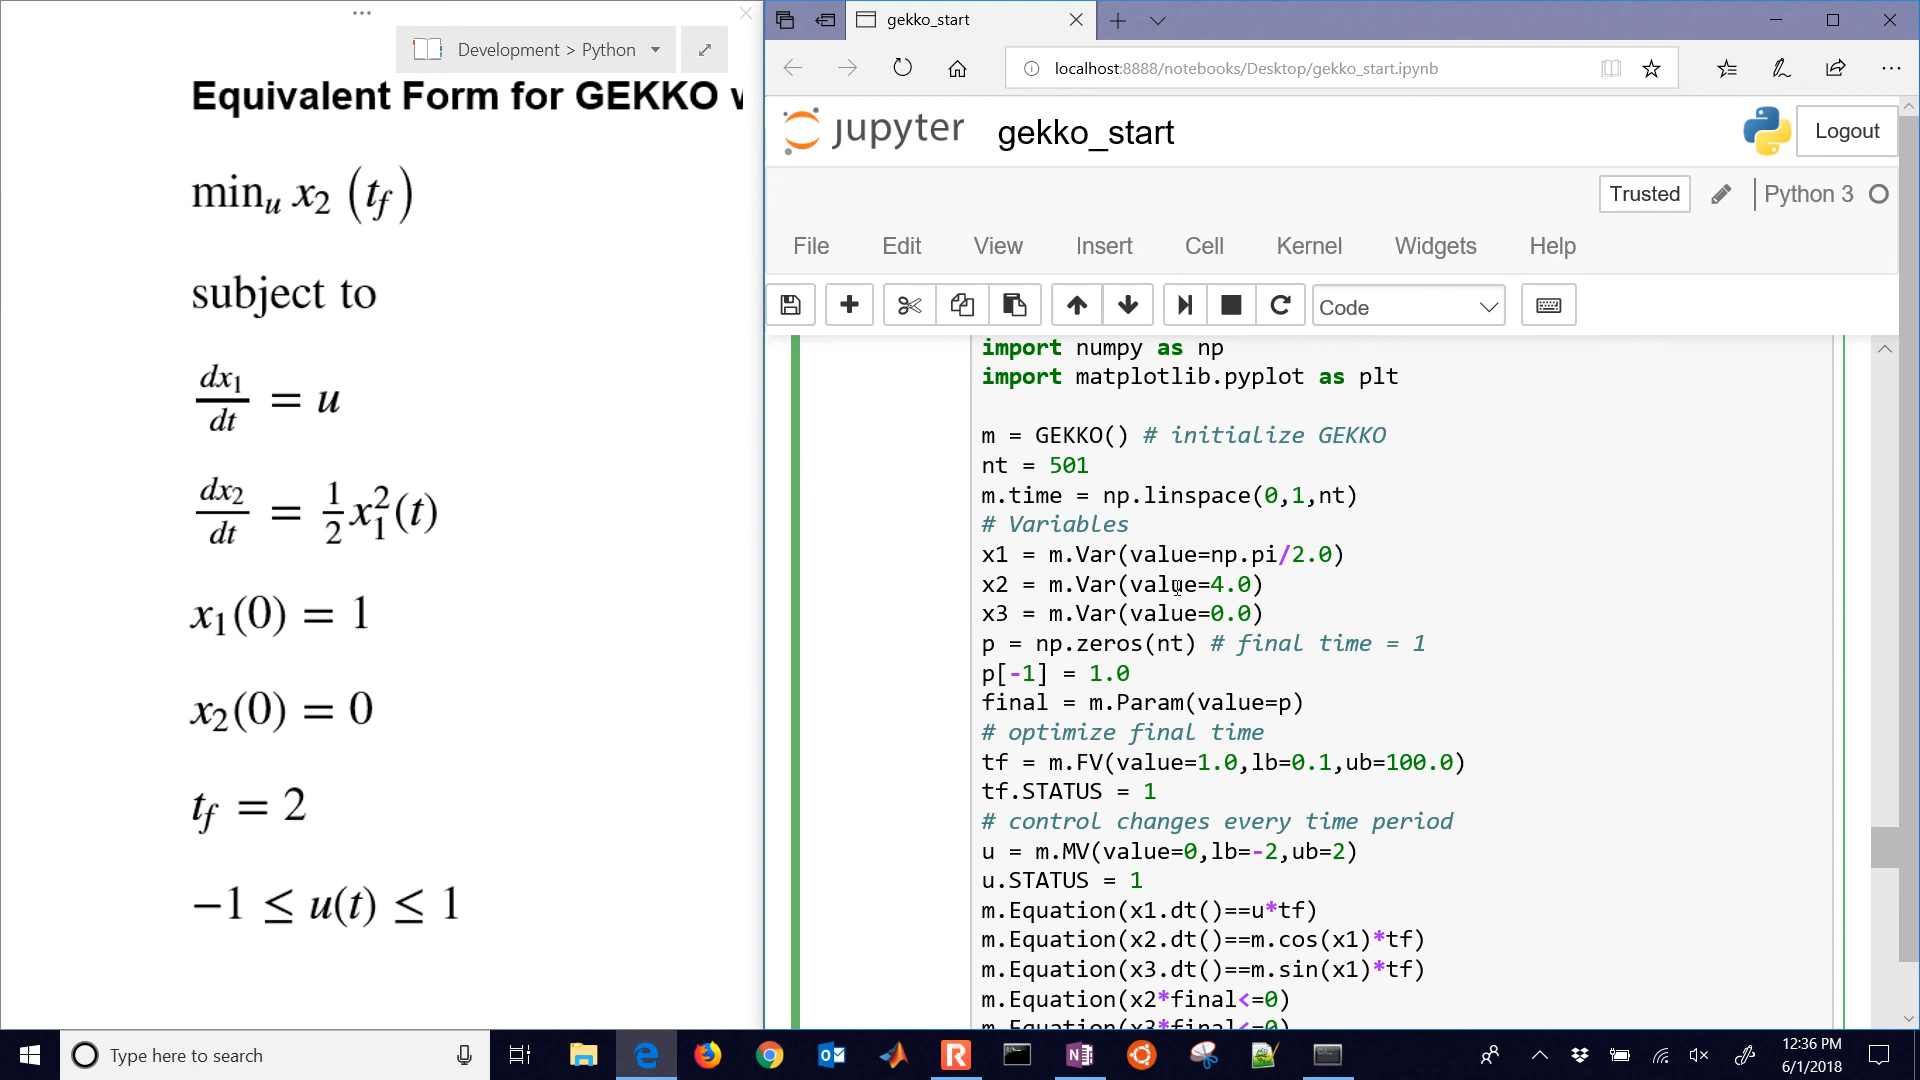 Development > Python
Equivalent Form for GEKKO
min_u x_2 (t_f)
subject to
dx_1/dt = u
dx_2/dt = 1/2 x_1^2(t)
x_1(0) = 1
x_2(0) = 0
t_f = 2
−1 ≤ u(t) ≤ 1
gekko_start
localhost:8888/notebooks/Desktop/gekko_start.ipynb
jupyter gekko_start
Logout
Trusted
Python 3
File Edit View Insert Cell Kernel Widgets Help
Code
import numpy as np
import matplotlib.pyplot as plt
m = GEKKO() # initialize GEKKO
nt = 501
m.time = np.linspace(0,1,nt)
# Variables
x1 = m.Var(value=np.pi/2.0)
x2 = m.Var(value=4.0)
x3 = m.Var(value=0.0)
p = np.zeros(nt) # final time = 1
p[-1] = 1.0
final = m.Param(value=p)
# optimize final time
tf = m.FV(value=1.0,lb=0.1,ub=100.0)
tf.STATUS = 1
# control changes every time period
u = m.MV(value=0,lb=-2,ub=2)
u.STATUS = 1
m.Equation(x1.dt()==u*tf)
m.Equation(x2.dt()==m.cos(x1)*tf)
m.Equation(x3.dt()==m.sin(x1)*tf)
m.Equation(x2*final<=0)
m.Equation(x3*final<=0)
Type here to search
12:36 PM
6/1/2018